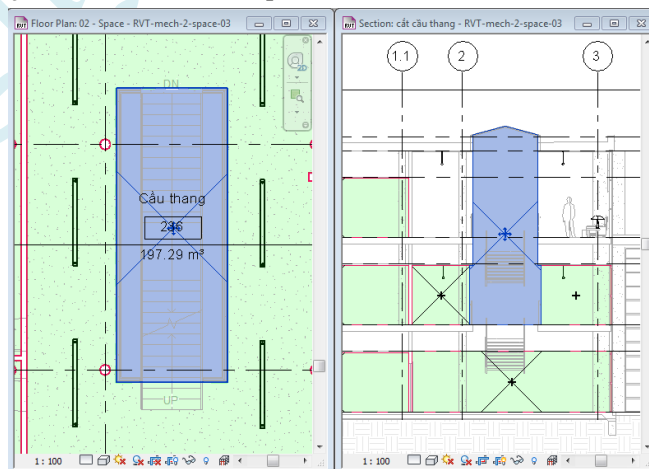 Floor Plan: 02 - Space - RVT-mech-2-space-03
DN
Cầu thang
236
197.29 m³
UP
1 : 100
Section: cắt cầu thang - RVT-mech-2-space-03
1.1
2
3
1 : 100